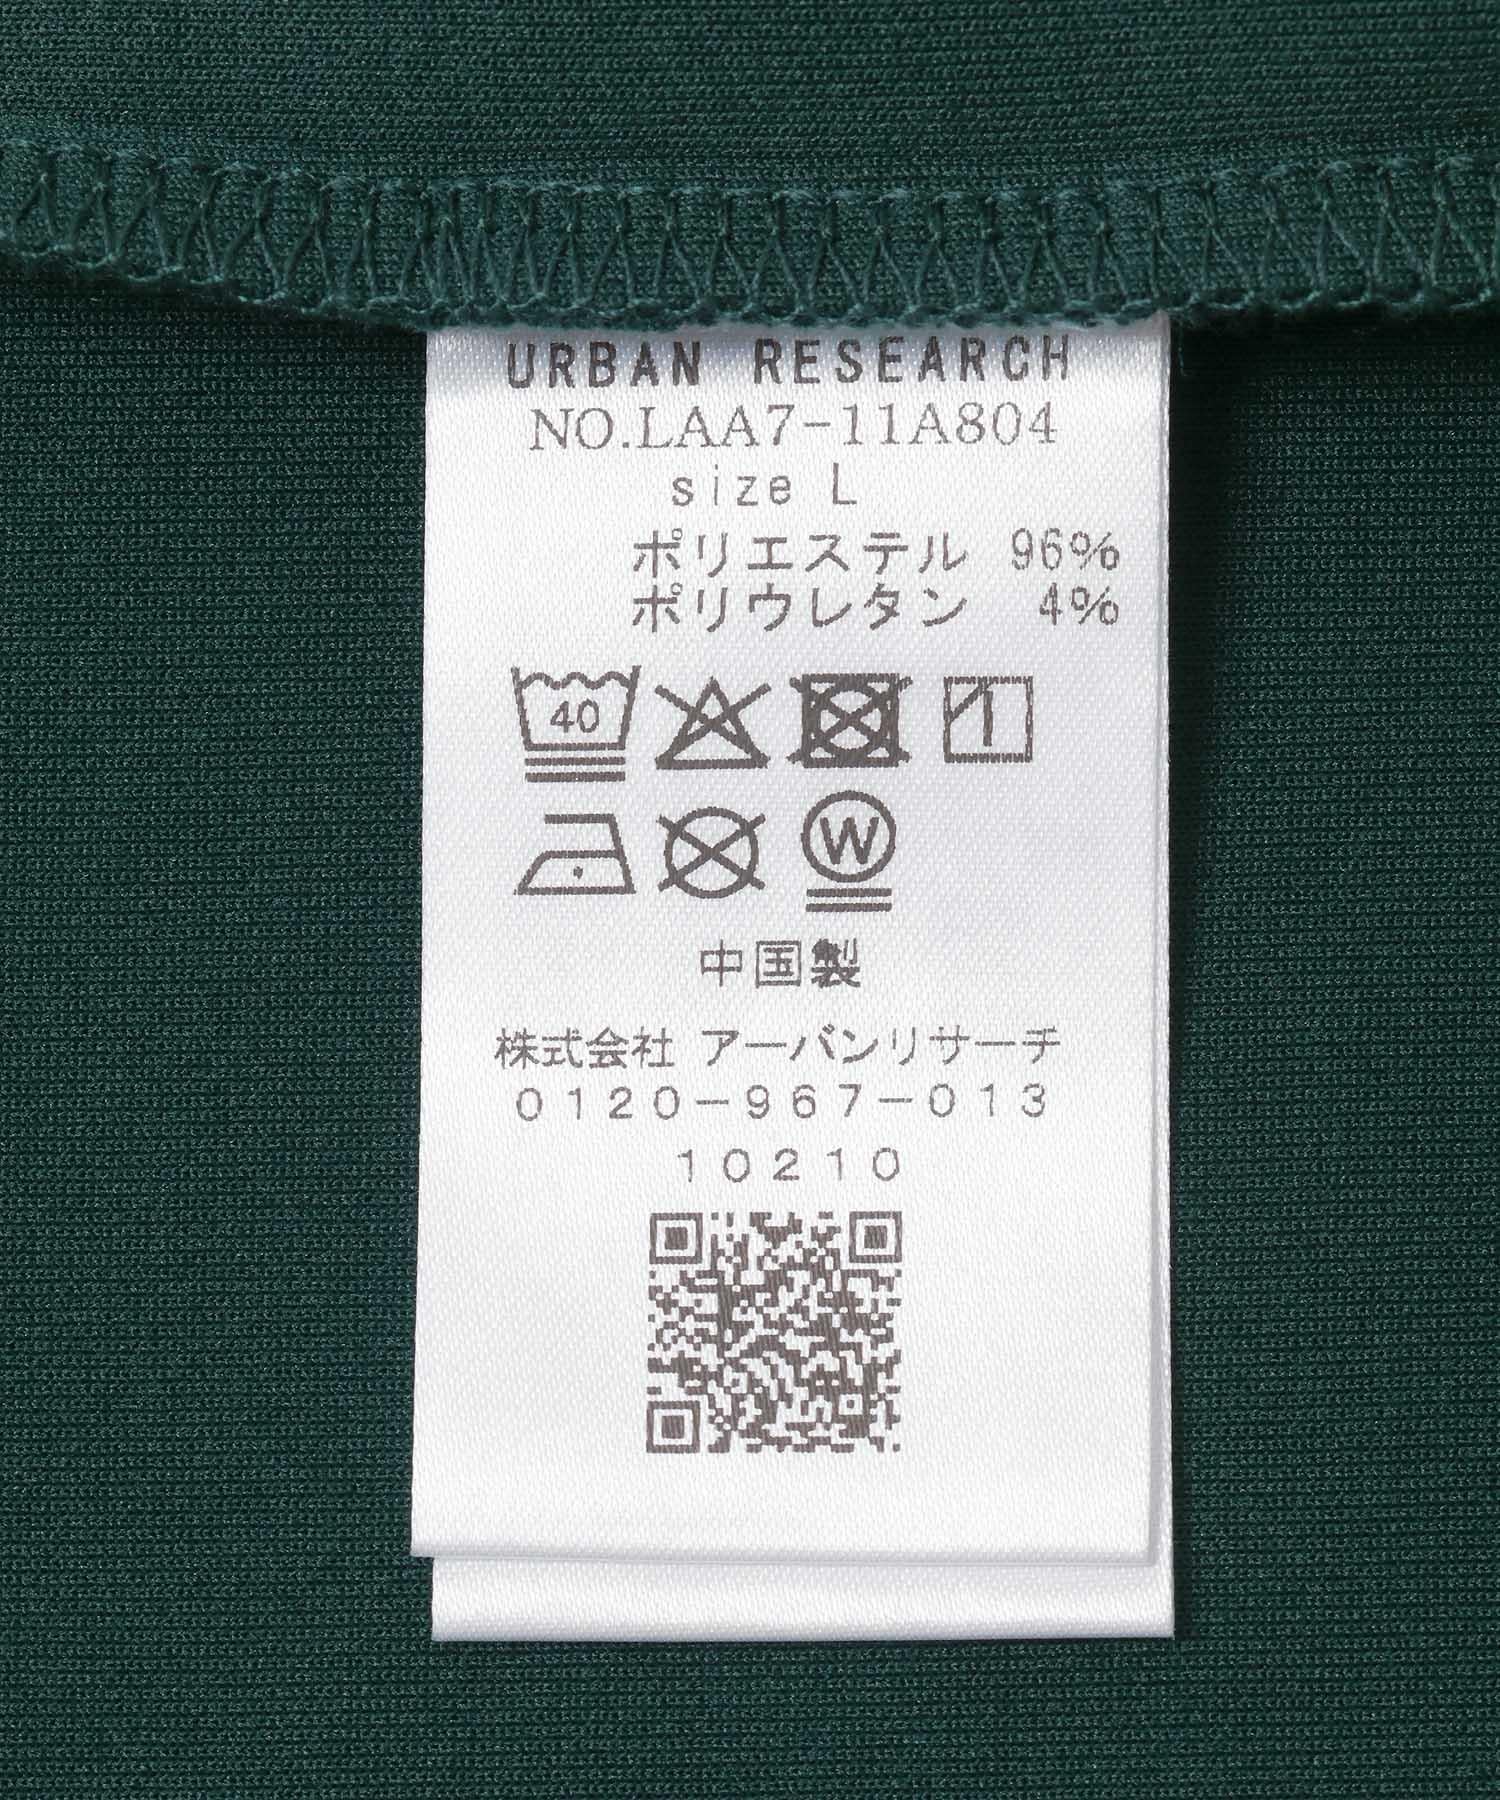 URBAN RESEARCH
NO.LAA7-11A804
size L
ポリエステル 96%
ポリウレタン 4%
40
W
中国製
株式会社 アーバンリサーチ
0120-967-013
10210